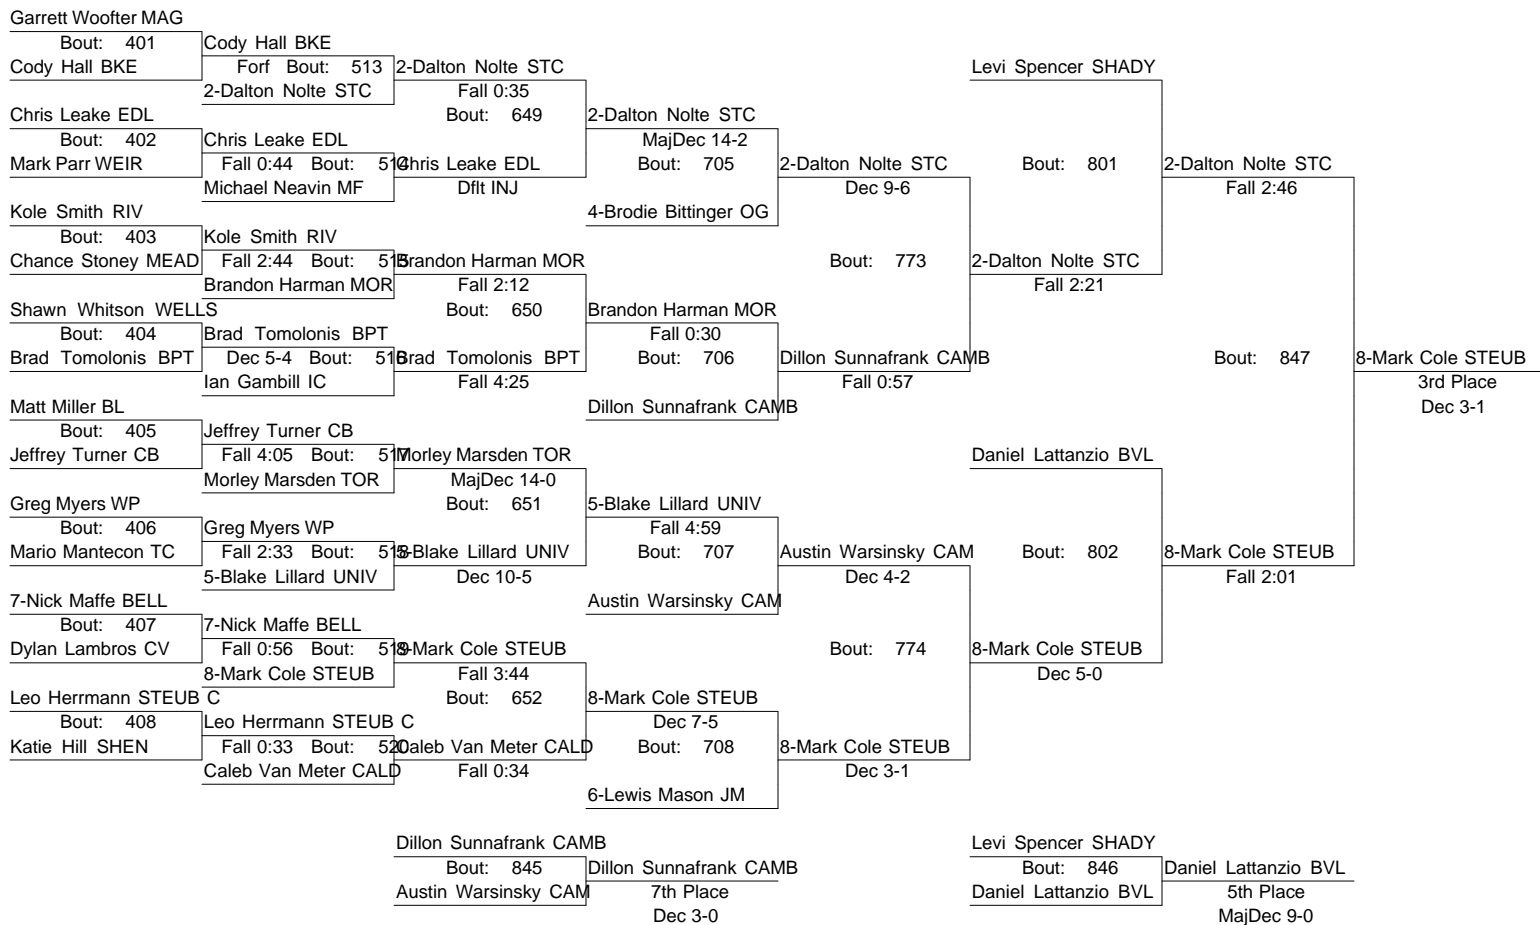 Garrett Woofter MAG
Bout: 401 Cody Hall BKE
Cody Hall BKE Forf Bout: 513 2-Dalton Nolte STC Levi Spencer SHADY
2-Dalton Nolte STC Fall 0:35
Chris Leake EDL Bout: 649 2-Dalton Nolte STC
Bout: 402 Chris Leake EDL MajDec 14-2
Mark Parr WEIR Fall 0:44 Bout: 514 Chris Leake EDL Bout: 705 2-Dalton Nolte STC Bout: 801 2-Dalton Nolte STC
Michael Neavin MF Dflt INJ Dec 9-6 Fall 2:46
Kole Smith RIV 4-Brodie Bittinger OG
Bout: 403 Kole Smith RIV
Chance Stoney MEAD Fall 2:44 Bout: 515 Brandon Harman MOR Bout: 773 2-Dalton Nolte STC
Brandon Harman MOR Fall 2:12 Fall 2:21
Shawn Whitson WELLS Bout: 650 Brandon Harman MOR
Bout: 404 Brad Tomolonis BPT Fall 0:30
Brad Tomolonis BPT Dec 5-4 Bout: 516 Brad Tomolonis BPT Bout: 706 Dillon Sunnafrank CAMB Bout: 847 8-Mark Cole STEUB
Ian Gambill IC Fall 4:25 Fall 0:57 3rd Place
Matt Miller BL Dillon Sunnafrank CAMB Dec 3-1
Bout: 405 Jeffrey Turner CB
Jeffrey Turner CB Fall 4:05 Bout: 517 Morley Marsden TOR Daniel Lattanzio BVL
Morley Marsden TOR MajDec 14-0
Greg Myers WP Bout: 651 5-Blake Lillard UNIV
Bout: 406 Greg Myers WP Fall 4:59
Mario Mantecon TC Fall 2:33 Bout: 518 5-Blake Lillard UNIV Bout: 707 Austin Warsinsky CAM Bout: 802 8-Mark Cole STEUB
5-Blake Lillard UNIV Dec 10-5 Dec 4-2 Fall 2:01
7-Nick Maffe BELL Austin Warsinsky CAM
Bout: 407 7-Nick Maffe BELL
Dylan Lambros CV Fall 0:56 Bout: 519 8-Mark Cole STEUB Bout: 774 8-Mark Cole STEUB
8-Mark Cole STEUB Fall 3:44 Dec 5-0
Leo Herrmann STEUB C Bout: 652 8-Mark Cole STEUB
Bout: 408 Leo Herrmann STEUB C Dec 7-5
Katie Hill SHEN Fall 0:33 Bout: 520 Caleb Van Meter CALD Bout: 708 8-Mark Cole STEUB
Caleb Van Meter CALD Fall 0:34 Dec 3-1
6-Lewis Mason JM
Dillon Sunnafrank CAMB Levi Spencer SHADY
Bout: 845 Dillon Sunnafrank CAMB Bout: 846 Daniel Lattanzio BVL
Austin Warsinsky CAM 7th Place Daniel Lattanzio BVL 5th Place
Dec 3-0 MajDec 9-0